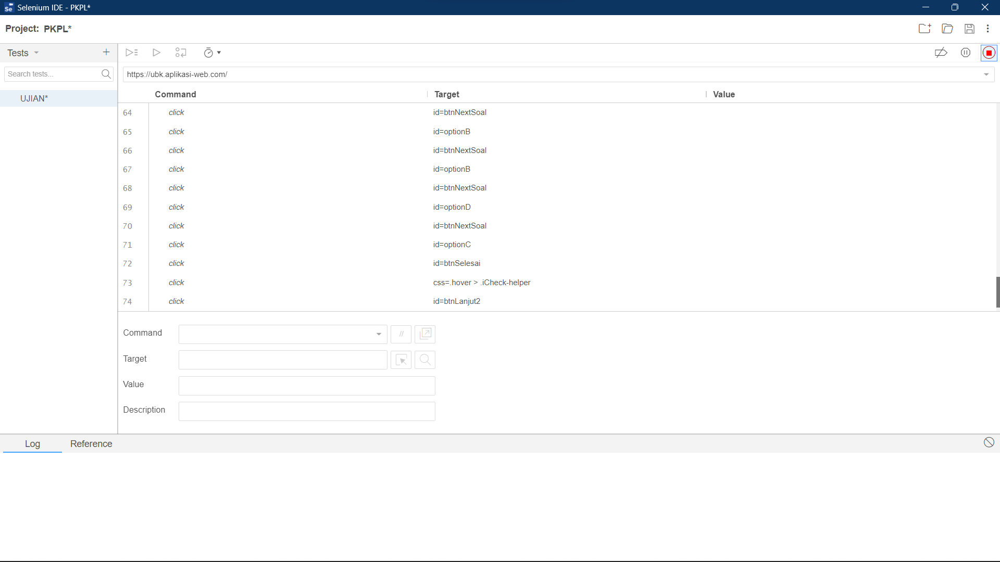 Selenium IDE - PKPL*
Project: PKPL*
Tests
Search tests...
UJIAN*
https://ubk.aplikasi-web.com/
Command Target Value
64 click id=btnNextSoal
65 click id=optionB
66 click id=btnNextSoal
67 click id=optionB
68 click id=btnNextSoal
69 click id=optionD
70 click id=btnNextSoal
71 click id=optionC
72 click id=btnSelesai
73 click css=.hover > .iCheck-helper
74 click id=btnLanjut2
Command //
Target
Value
Description
Log Reference